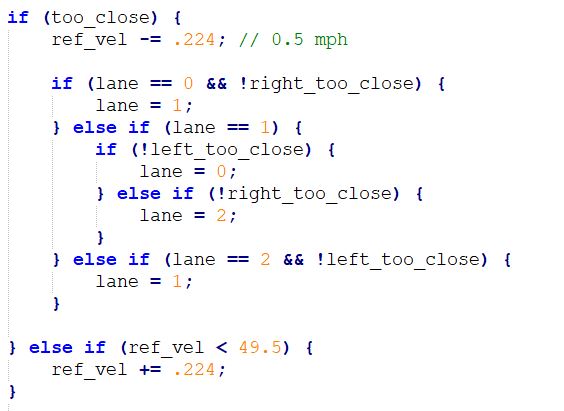 if (too_close) {
    ref_vel -= .224; // 0.5 mph

    if (lane == 0 && !right_too_close) {
        lane = 1;
    } else if (lane == 1) {
        if (!left_too_close) {
            lane = 0;
        } else if (!right_too_close) {
            lane = 2;
        }
    } else if (lane == 2 && !left_too_close) {
        lane = 1;
    }

} else if (ref_vel < 49.5) {
    ref_vel += .224;
}